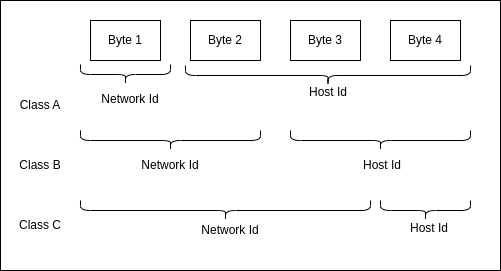 Byte 1 Byte 2 Byte 3 Byte 4
Network Id Host Id
Class A
Class B Network Id Host Id
Class C Network Id Host Id